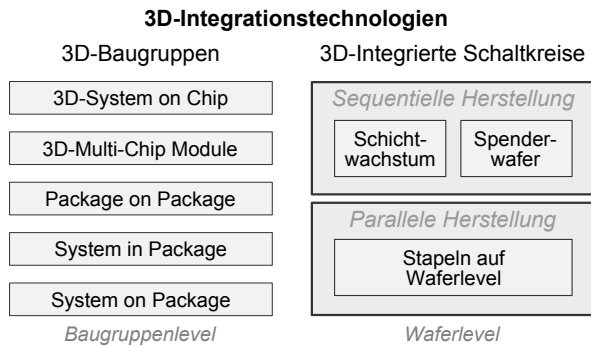 3D-Integrationstechnologien
3D-Baugruppen
3D-System on Chip
3D-Multi-Chip Module
Package on Package
System in Package
System on Package
Baugruppenlevel
3D-Integrierte Schaltkreise
Sequentielle Herstellung
Schicht-
wachstum
Spender-
wafer
Parallele Herstellung
Stapeln auf
Waferlevel
Waferlevel